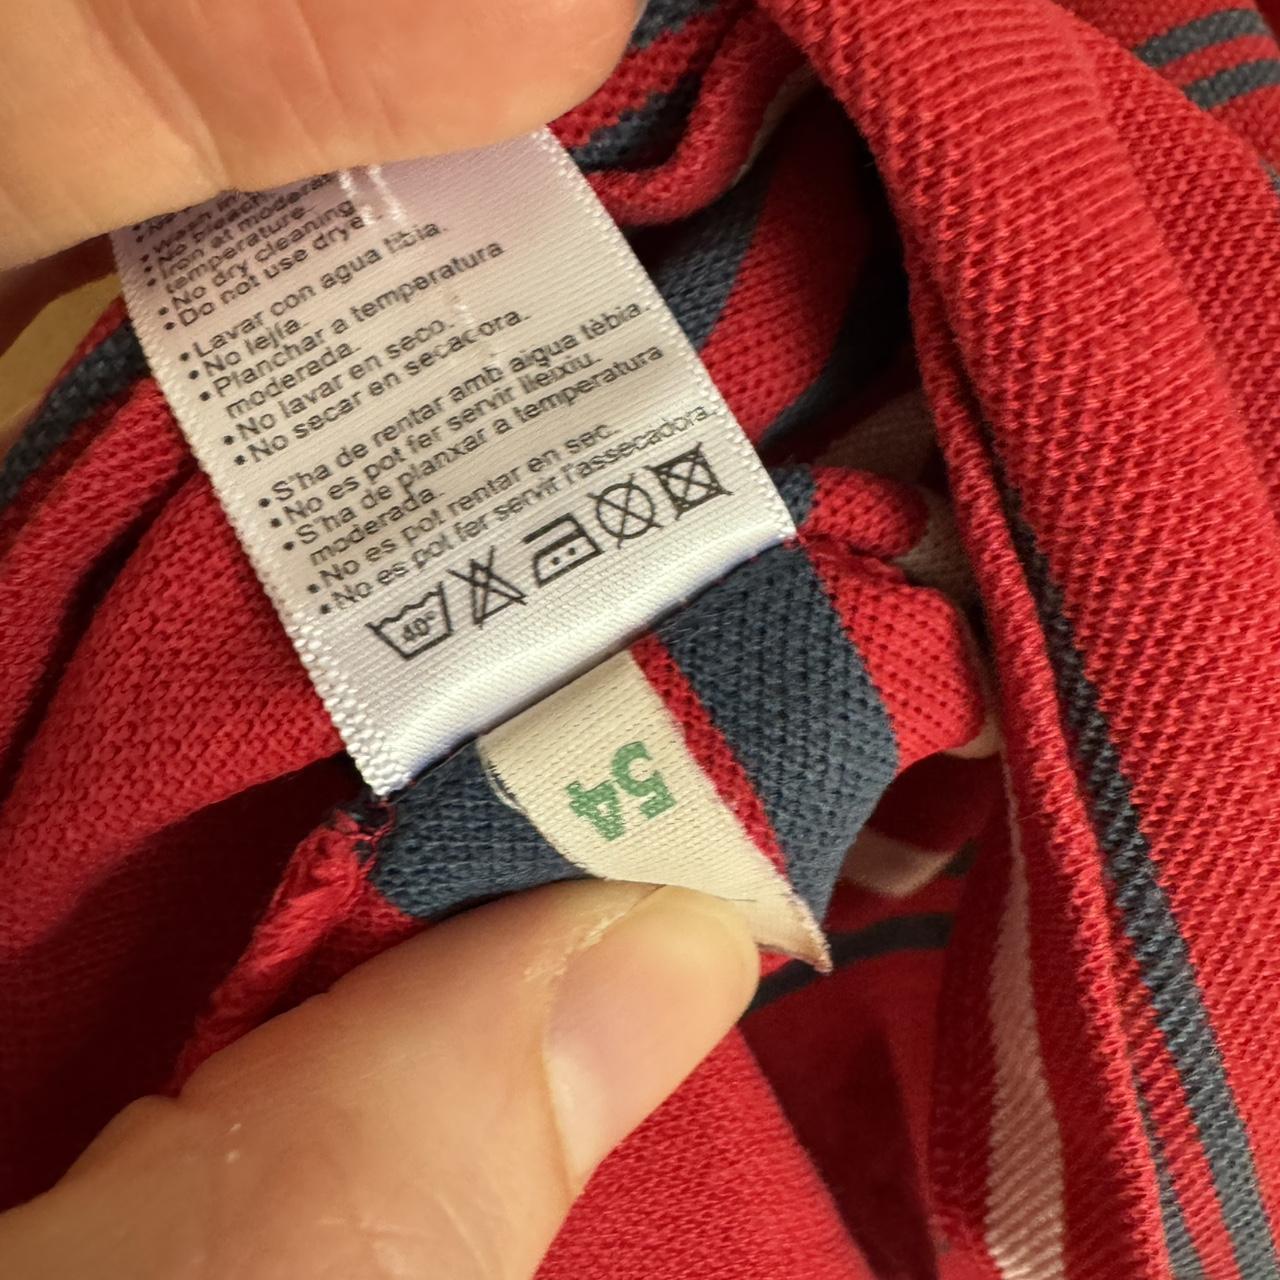 •Iron at moderate
temperature.
•No dry cleaning
•Do not use dryer.
•Lavar con agua tibia.
•No lejía.
•Planchar a temperatura
moderada.
•No lavar en seco.
•No secar en secadora.
•S'ha de rentar amb aigua tèbia.
•No es pot fer servir lleixiu.
•S'ha de planxar a temperatura
moderada.
•No es pot rentar en sec.
•No es pot fer servir l'assecadora.
40°
54